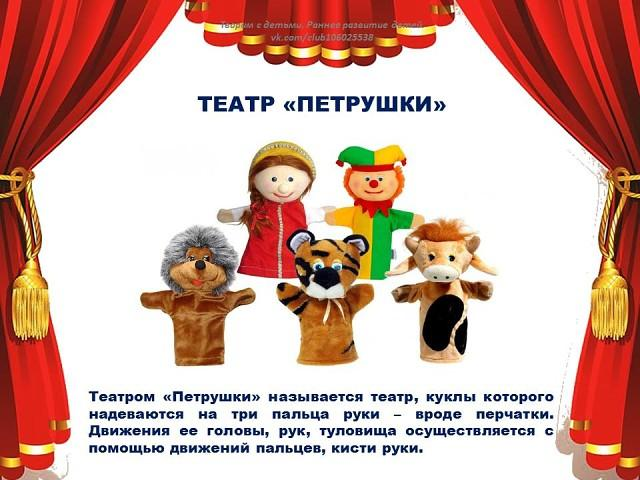 Творим с детьми. Раннее развитие детей
vk.com/club106025538
ТЕАТР «ПЕТРУШКИ»
Театром «Петрушки» называется театр, куклы которого
надеваются на три пальца руки – вроде перчатки.
Движения ее головы, рук, туловища осуществляется с
помощью движений пальцев, кисти руки.